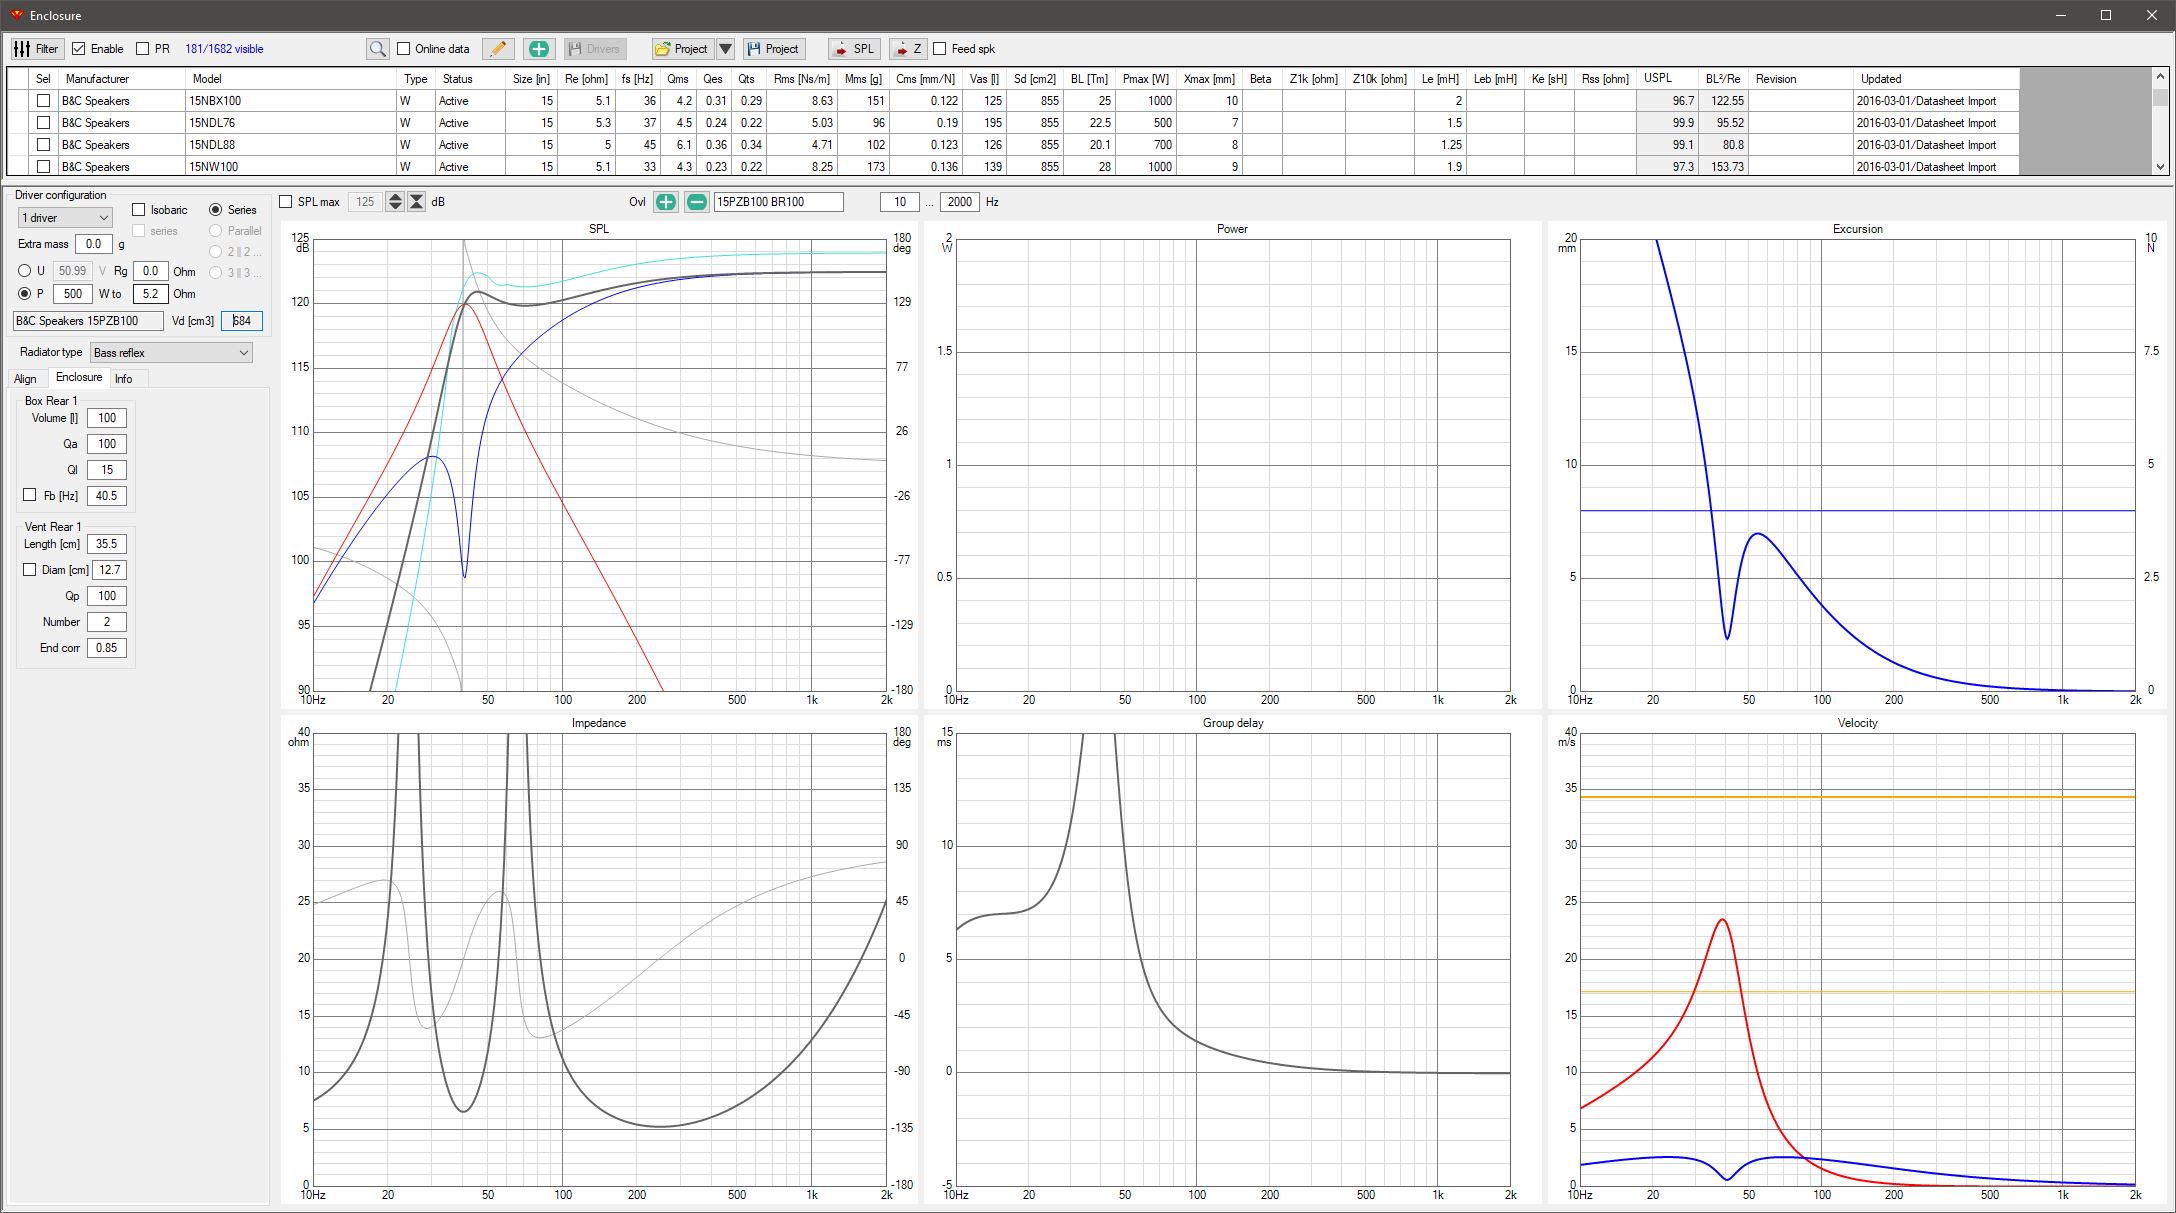 Enclosure
Filter Enable PR 181/1682 visible Online data Drivers Project Project SPL Z Feed spk
Sel Manufacturer Model Type Status Size [in] Re [ohm] fs [Hz] Qms Qes Qts Rms [Ns/m] Mms [g] Cms [mm/N] Vas [l] Sd [cm2] BL [Tm] Pmax [W] Xmax [mm] Beta Z1k [ohm] Z10k [ohm] Le [mH] Leb [mH] Ke [sH] Rss [ohm] USPL BL²/Re Revision Updated
B&C Speakers 15NBX100 W Active 15 5.1 36 4.2 0.31 0.29 8.63 151 0.122 125 855 25 1000 10 2 96.7 122.55 2016-03-01/Datasheet Import
B&C Speakers 15NDL76 W Active 15 5.3 37 4.5 0.24 0.22 5.03 96 0.19 195 855 22.5 500 7 1.5 99.9 95.52 2016-03-01/Datasheet Import
B&C Speakers 15NDL88 W Active 15 5 45 6.1 0.36 0.34 4.71 102 0.123 126 855 20.1 700 8 1.25 99.1 80.8 2016-03-01/Datasheet Import
B&C Speakers 15NW100 W Active 15 5.1 33 4.3 0.23 0.22 8.25 173 0.136 139 855 28 1000 9 1.9 97.3 153.73 2016-03-01/Datasheet Import
Driver configuration
1 driver Isobaric Series
series Parallel
Extra mass 0.0 g 2 || 2 ...
U 50.99 V Rg 0.0 Ohm 3 || 3 ...
P 500 W to 5.2 Ohm
B&C Speakers 15PZB100 Vd [cm3] 684
Radiator type Bass reflex
Align Enclosure Info
Box Rear 1
Volume [l] 100
Qa 100
Ql 15
Fb [Hz] 40.5
Vent Rear 1
Length [cm] 35.5
Diam [cm] 12.7
Qp 100
Number 2
End corr 0.85
SPL max 125 dB Ovl 15PZB100 BR100 10 ... 2000 Hz
SPL
125 180
dB deg
120 129
115 77
110 26
105 -26
100 -77
95 -129
90 -180
10Hz 20 50 100 200 500 1k 2k
Power
2
W
1.5
1
0.5
0
10Hz 20 50 100 200 500 1k 2k
Excursion
20 10
mm N
15 7.5
10 5
5 2.5
0 0
10Hz 20 50 100 200 500 1k 2k
Impedance
40 180
ohm deg
35 135
30 90
25 45
20 0
15 -45
10 -90
5 -135
0 -180
10Hz 20 50 100 200 500 1k 2k
Group delay
15
ms
10
5
0
-5
10Hz 20 50 100 200 500 1k 2k
Velocity
40
m/s
35
30
25
20
15
10
5
0
10Hz 20 50 100 200 500 1k 2k